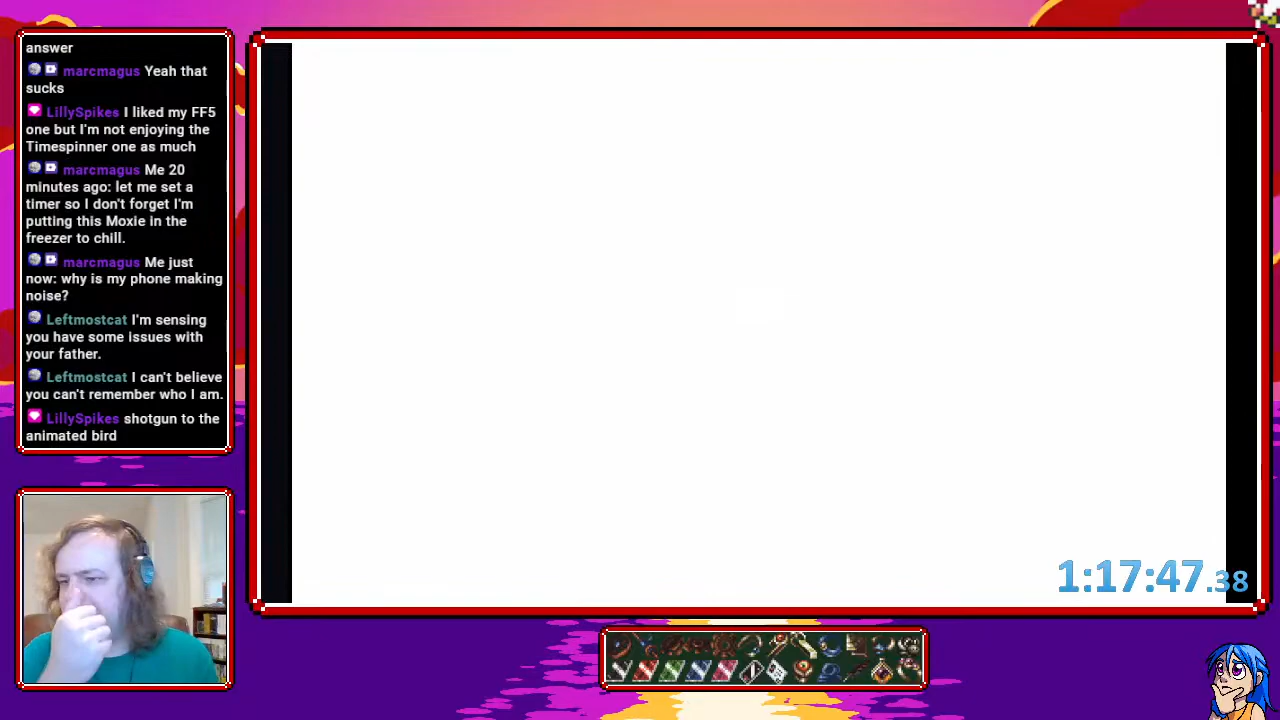 answer
marcmagus Yeah that
sucks
LillySpikes I liked my FF5
one but I'm not enjoying the
Timespinner one as much
marcmagus Me 20
minutes ago: let me set a
timer so I don't forget I'm
putting this Moxie in the
freezer to chill.
marcmagus Me just
now: why is my phone making
noise?
Leftmostcat I'm sensing
you have some issues with
your father.
Leftmostcat I can't believe
you can't remember who I am.
LillySpikes shotgun to the
animated bird
1:17:47.38